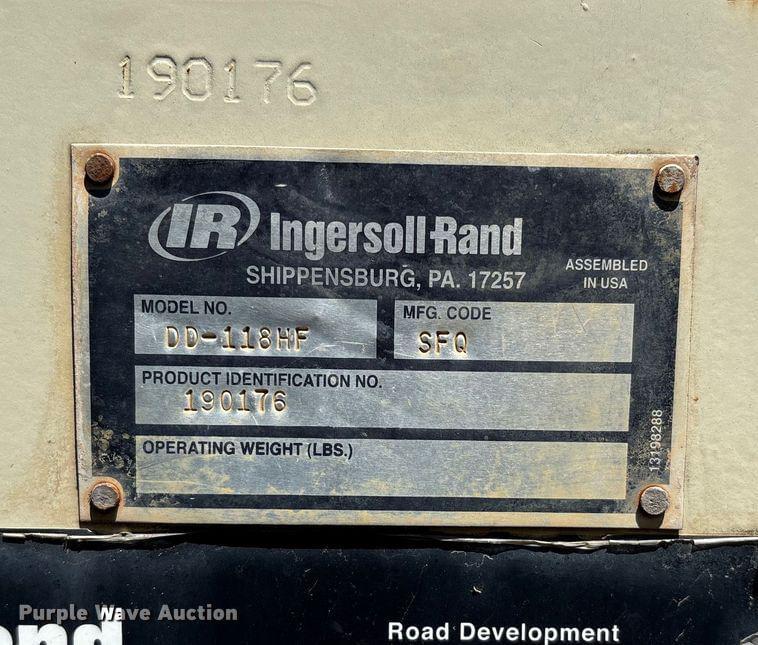 190176
IR Ingersoll-Rand
SHIPPENSBURG, PA. 17257
ASSEMBLED
IN USA
MODEL NO.
DD-118HF
MFG. CODE
SFQ
PRODUCT IDENTIFICATION NO.
190176
OPERATING WEIGHT (LBS.)
13198288
Purple Wave Auction
Road Development